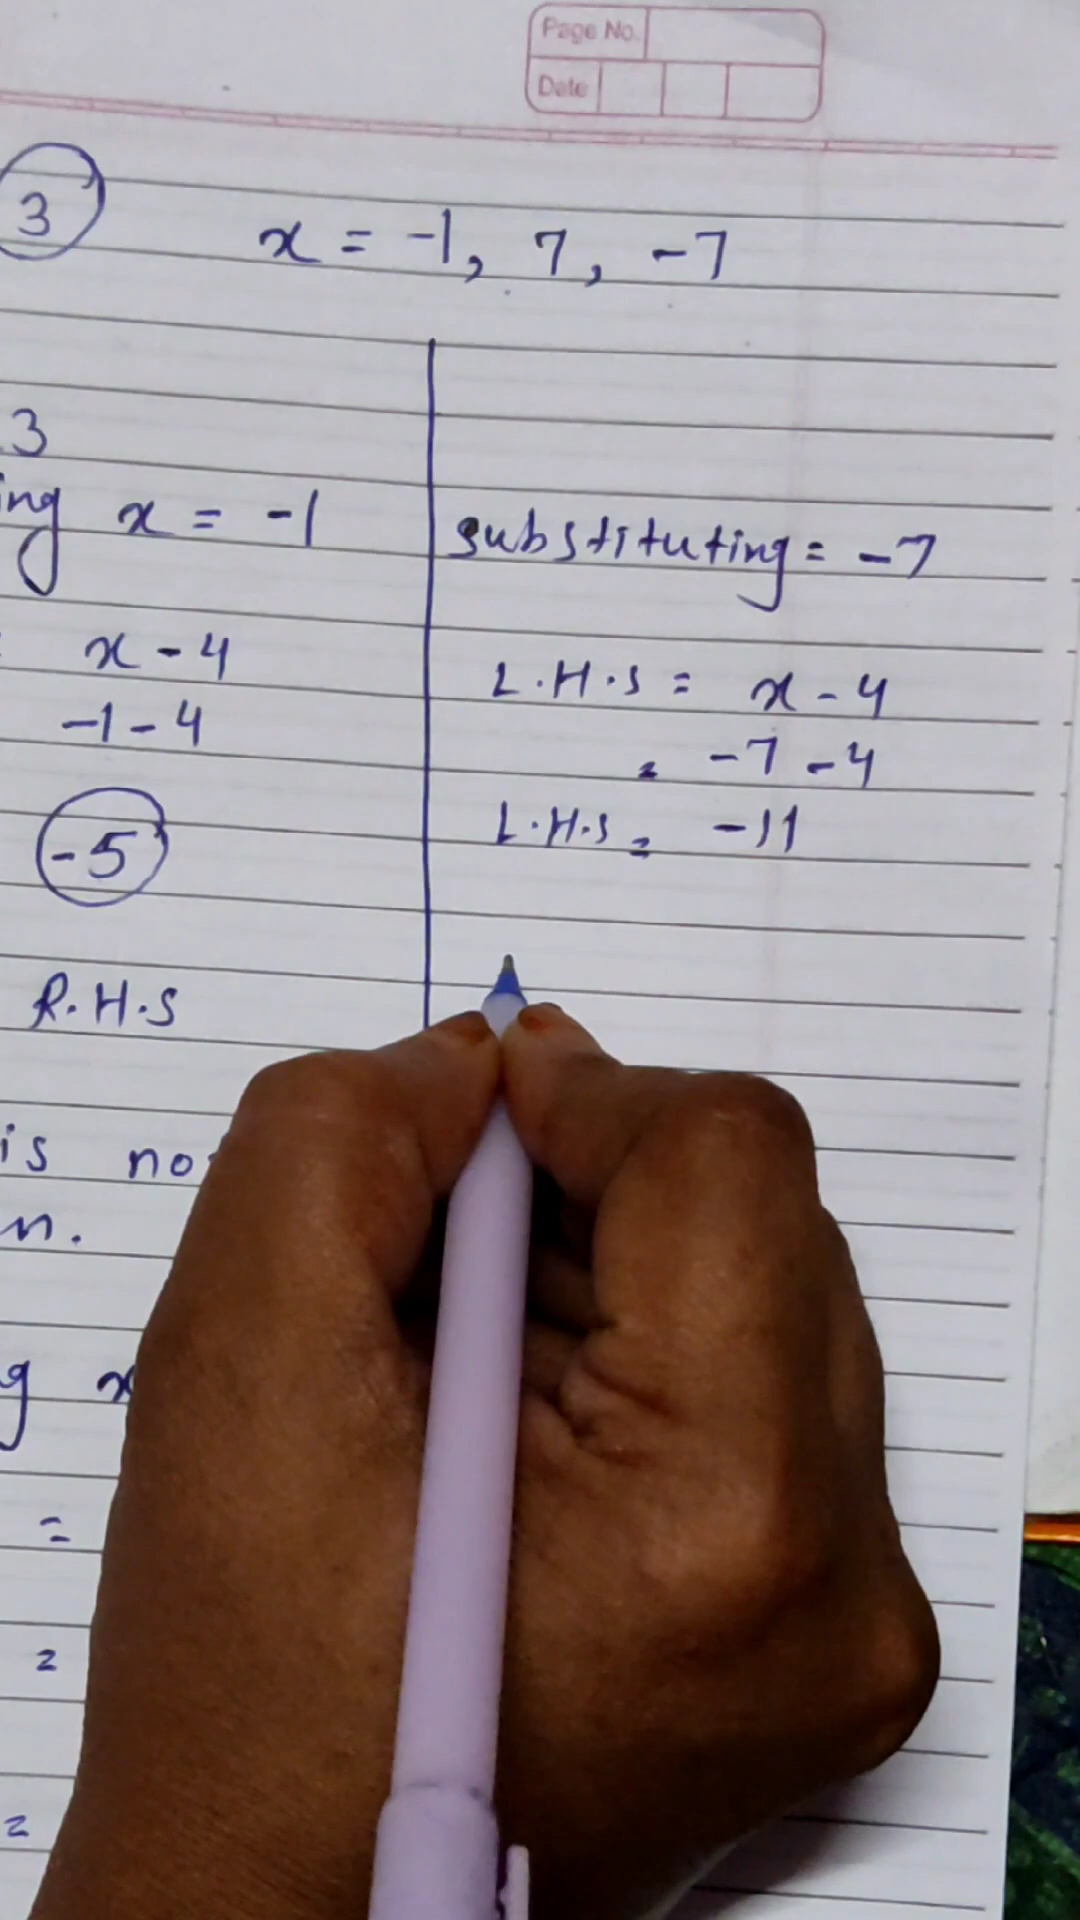 Page No.
Date
3
x = -1, 7, -7
3
ing x = -1
x - 4
-1 - 4
-5
R.H.S
is no
n.
g x
=
=
=
substituting = -7
L.H.S = x - 4
= -7 - 4
L.H.S = -11